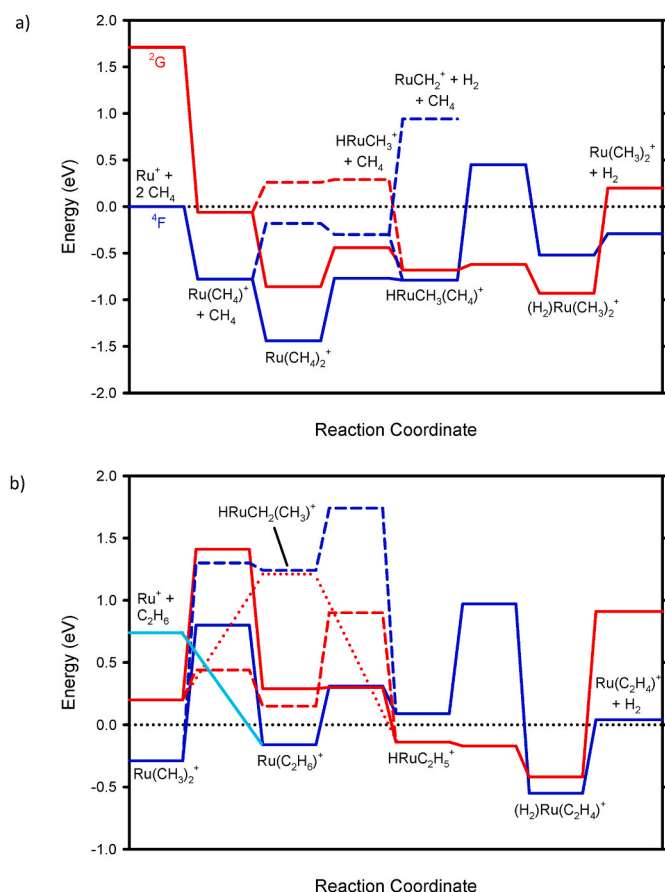 a)
2.0
1.5
1.0
0.5
0.0
-0.5
-1.0
-1.5
-2.0
Energy (eV)
²G
Ru⁺ +
2 CH₄
⁴F
Ru(CH₄)⁺
+ CH₄
Ru(CH₄)₂⁺
HRuCH₃⁺
+ CH₄
RuCH₂⁺ + H₂
+ CH₄
HRuCH₃(CH₄)⁺
(H₂)Ru(CH₃)₂⁺
Ru(CH₃)₂⁺
+ H₂
Reaction Coordinate
b)
2.0
1.5
1.0
0.5
0.0
-0.5
-1.0
Energy (eV)
HRuCH₂(CH₃)⁺
Ru⁺ +
C₂H₆
Ru(CH₃)₂⁺
Ru(C₂H₆)⁺
HRuC₂H₅⁺
(H₂)Ru(C₂H₄)⁺
Ru(C₂H₄)⁺
+ H₂
Reaction Coordinate